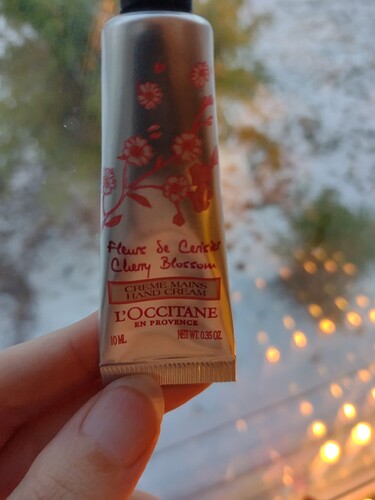 Fleurs de Cerisier
Cherry Blossom
CRÈME MAINS
HAND CREAM
L'OCCITANE
EN PROVENCE
10 ML NET WT. 0.35 OZ.